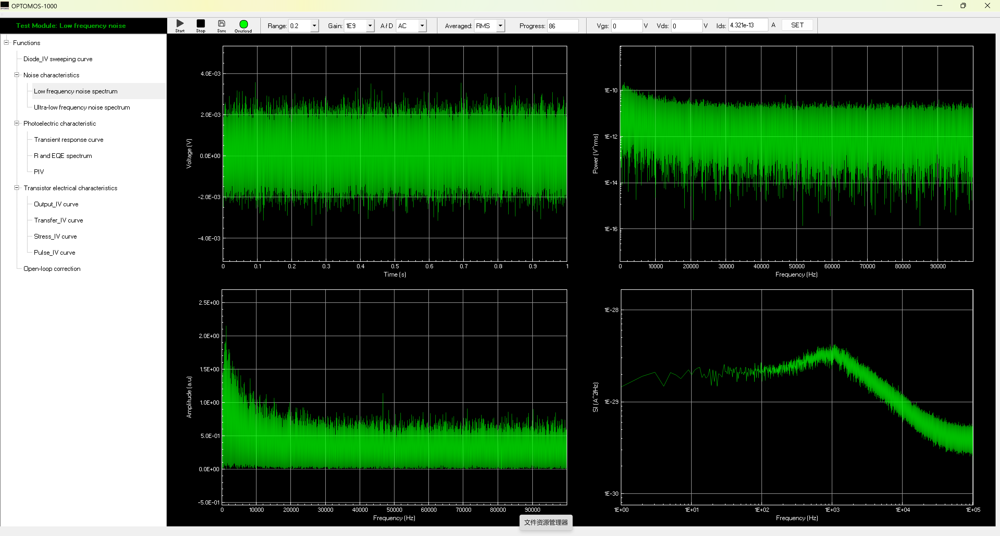 OPTOMOS-1000
Test Module: Low frequency noise
Start
Stop
Save
Overload
Range: 0.2
Gain: 1E9
A/D AC
Averaged: RMS
Progress: 86
Vgs: 0 V
Vds: 0 V
Ids: 4.321e-13 A
SET
Functions
Diode_IV sweeping curve
Noise characteristics
Low frequency noise spectrum
Ultra-low frequency noise spectrum
Photoelectric characteristic
Transient response curve
R and EQE spectrum
PIV
Transistor electrical characteristics
Output_IV curve
Transfer_IV curve
Stress_IV curve
Pulse_IV curve
Open-loop correction
Voltage (V)
4.0E-03
2.0E-03
0.0E+00
-2.0E-03
-4.0E-03
0 0.1 0.2 0.3 0.4 0.5 0.6 0.7 0.8 0.9 1
Time (s)
Power (V^rms)
1E-10
1E-12
1E-14
1E-16
0 10000 20000 30000 40000 50000 60000 70000 80000 90000
Frequency (Hz)
Amplitude (a.u)
2.5E+00
2.0E+00
1.5E+00
1.0E+00
5.0E-01
0.0E+00
-5.0E-01
0 10000 20000 30000 40000 50000 60000 70000 80000 90000
Frequency (Hz)
SI (A^2/Hz)
1E-28
1E-29
1E-30
1E+00 1E+01 1E+02 1E+03 1E+04 1E+05
Frequency (Hz)
文件资源管理器